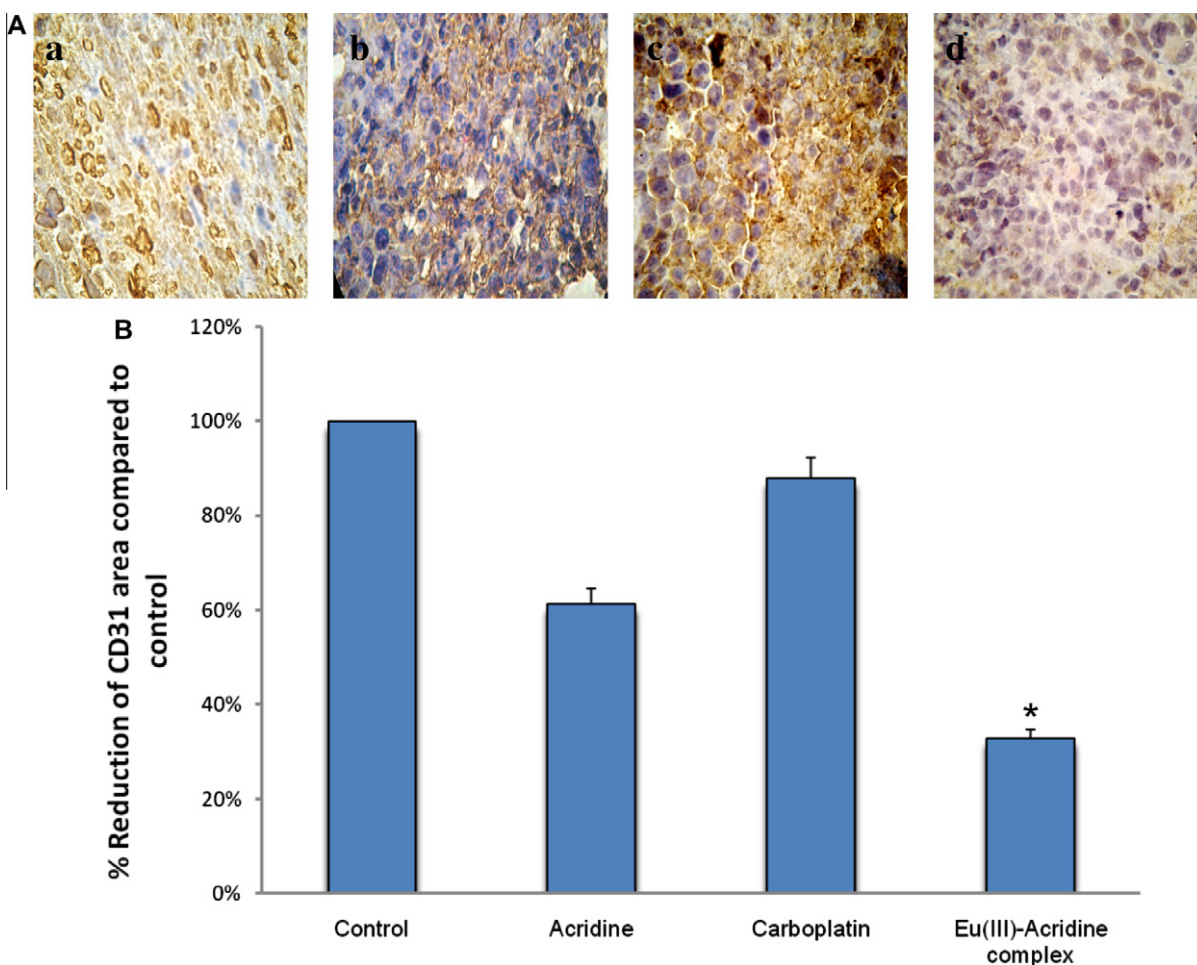 A
a
b
c
d
B
% Reduction of CD31 area compared to
control
120%
100%
80%
60%
40%
20%
0%
*
Control
Acridine
Carboplatin
Eu(III)-Acridine
complex